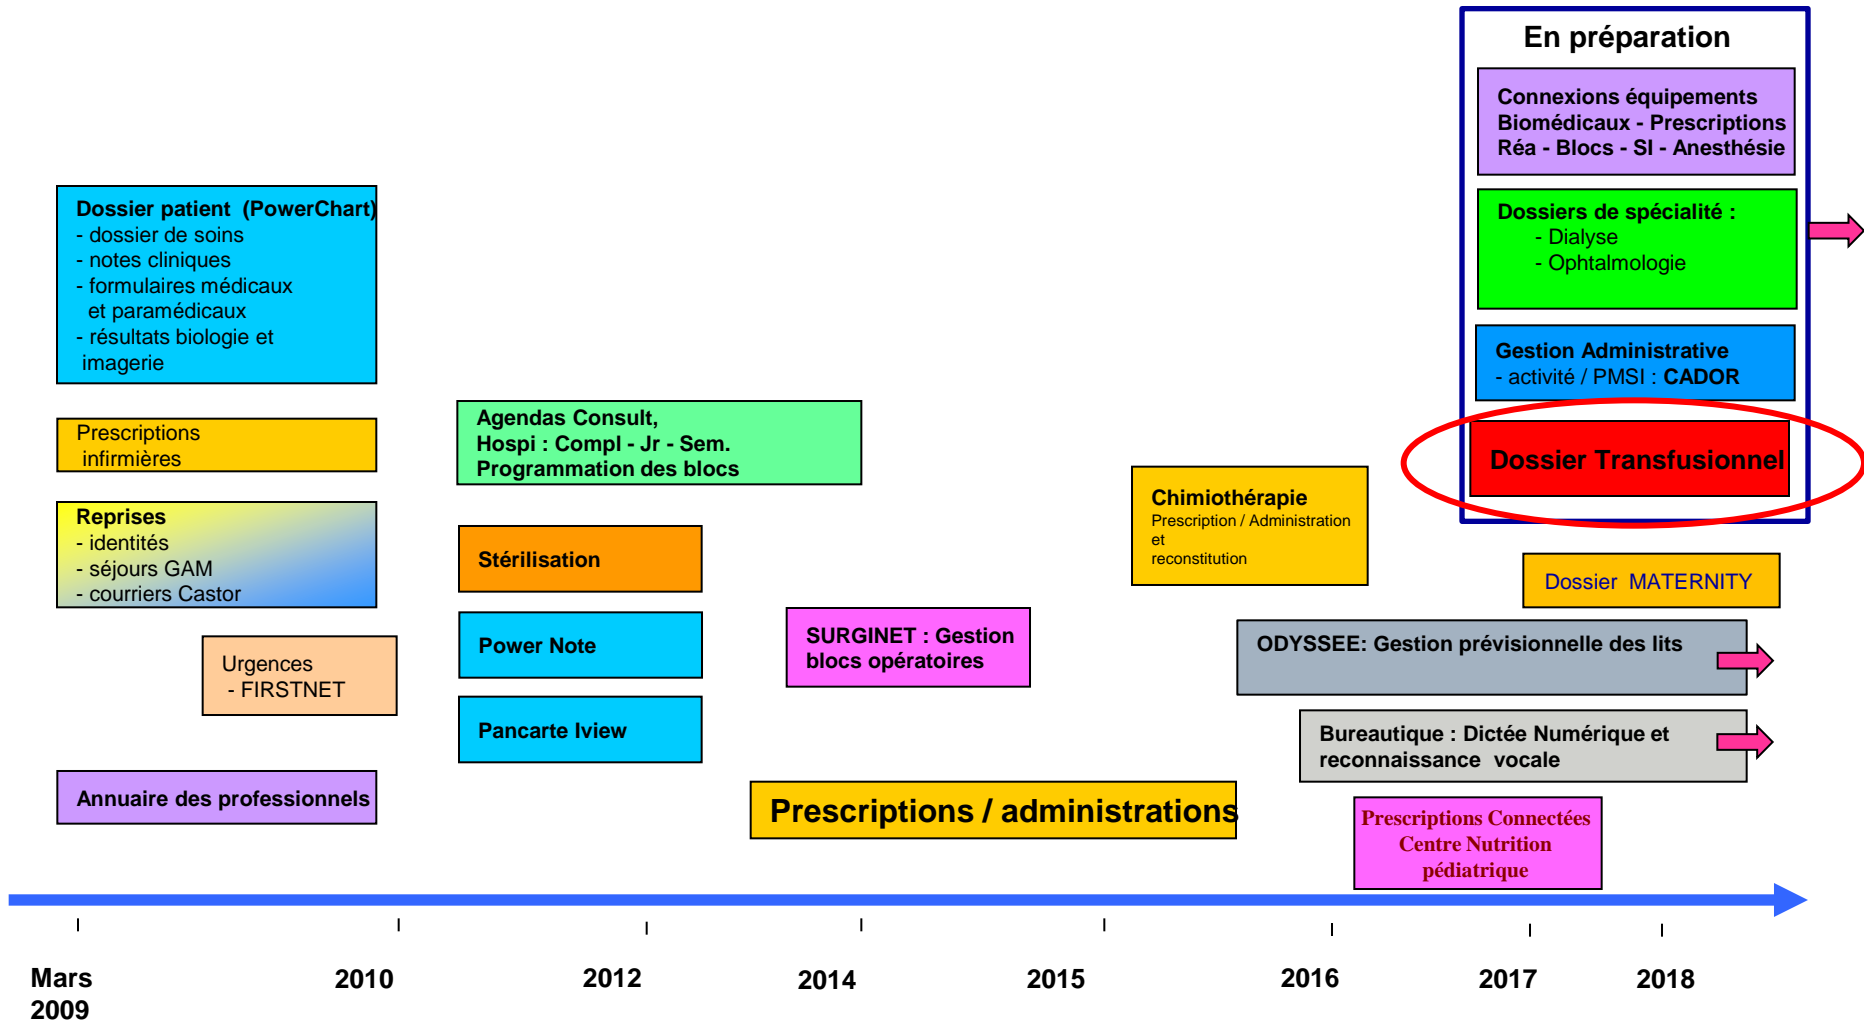 En préparation
Connexions équipements
Biomédicaux - Prescriptions
Réa - Blocs - SI - Anesthésie
Dossiers de spécialité :
- Dialyse
- Ophtalmologie
Gestion Administrative
- activité / PMSI : CADOR
Dossier Transfusionnel
Dossier patient (PowerChart)
- dossier de soins
- notes cliniques
- formulaires médicaux
et paramédicaux
- résultats biologie et
imagerie
Prescriptions
infirmières
Reprises
- identités
- séjours GAM
- courriers Castor
Urgences
- FIRSTNET
Annuaire des professionnels
Agendas Consult,
Hospi : Compl - Jr - Sem.
Programmation des blocs
Stérilisation
Power Note
Pancarte Iview
SURGINET : Gestion
blocs opératoires
Prescriptions / administrations
Chimiothérapie
Prescription / Administration
et
reconstitution
Dossier MATERNITY
ODYSSEE: Gestion prévisionnelle des lits
Bureautique : Dictée Numérique et
reconnaissance vocale
Prescriptions Connectées
Centre Nutrition
pédiatrique
Mars
2009
2010
2012
2014
2015
2016
2017
2018